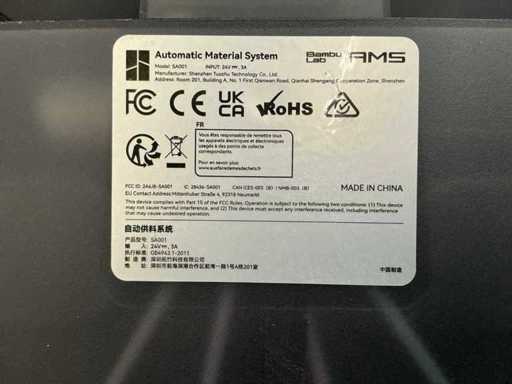 Automatic Material System
Bambu Lab AMS
Model: SA001 INPUT: 24V⎓, 3A
Manufacturer: Shenzhen Tuozhu Technology Co., Ltd.
Address: Room 201, Building A, No. 1 First Qianwan Road, Qianhai Shengang Cooperation Zone, Shenzhen
FC CE UK CA RoHS
FR
Vous êtes responsable de remettre tous
les appareils électriques et électroniques
usagés à des points de collecte
correspondants.
Pour en savoir plus
www.quefairedemesdechets.fr
FCC ID: 2A4J8-SA001 IC: 28436-SA001 CAN ICES-003 (B) / NMB-003 (B)
EU Contact Address: Mittenhuber Straße 4, 92318 Neumarkt
MADE IN CHINA
This device complies with Part 15 of the FCC Rules. Operation is subject to the following two conditions: (1) This device
may not cause harmful interference, and (2) This device must accept any interference received, including interference
that may cause undesired operation.
自动供料系统
产品型号: SA001
输 入: 24V⎓, 3A
执行标准: GB4943.1-2011
商 家: 深圳拓竹科技有限公司
地 址: 深圳市前海深港合作区前湾一路1号A栋201室
中国制造